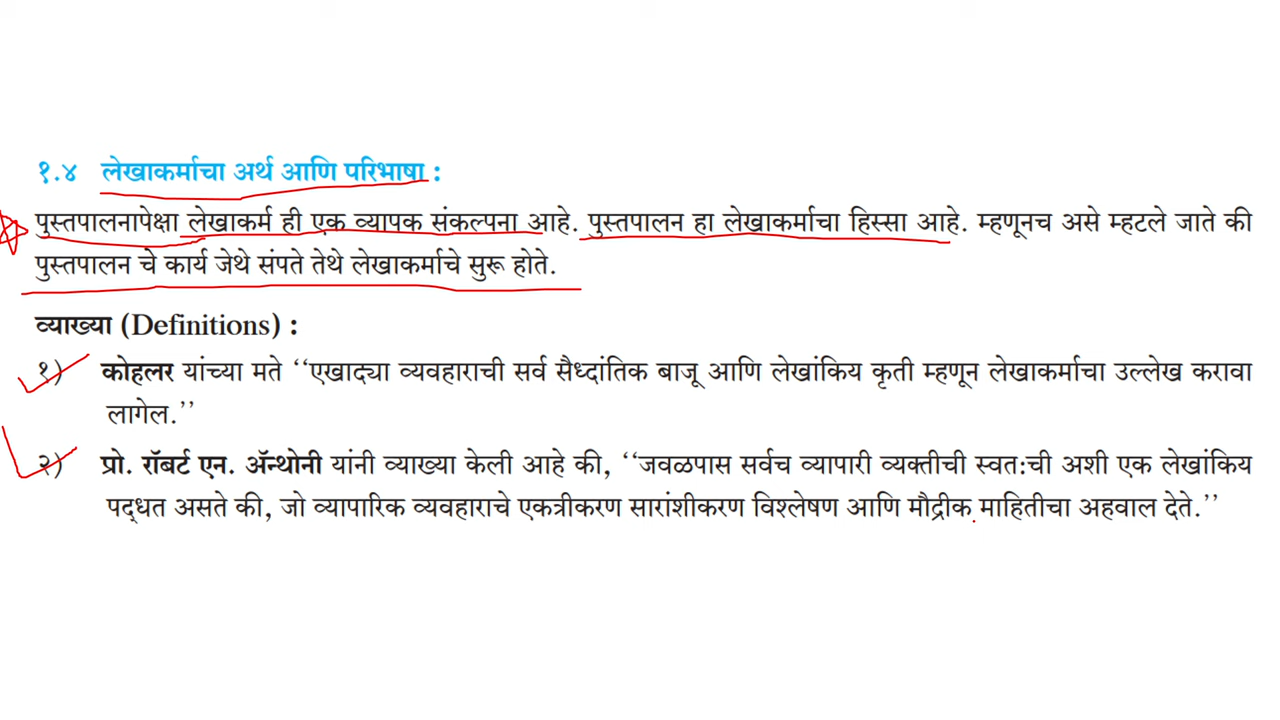 १.४ लेखाकर्माचा अर्थ आणि परिभाषा :
पुस्तपालनापेक्षा लेखाकर्म ही एक व्यापक संकल्पना आहे. पुस्तपालन हा लेखाकर्माचा हिस्सा आहे. म्हणूनच असे म्हटले जाते की
पुस्तपालन चे कार्य जेथे संपते तेथे लेखाकर्माचे सुरू होते.
व्याख्या (Definitions) :
१) कोहलर यांच्या मते ‘‘एखाद्या व्यवहाराची सर्व सैध्दांतिक बाजू आणि लेखांकिय कृती म्हणून लेखाकर्माचा उल्लेख करावा
लागेल.’’
२) प्रो. रॉबर्ट एन. ॲन्थोनी यांनी व्याख्या केली आहे की, ‘‘जवळपास सर्वच व्यापारी व्यक्तीची स्वत:ची अशी एक लेखांकिय
पद्धत असते की, जो व्यापारिक व्यवहाराचे एकत्रीकरण सारांशीकरण विश्लेषण आणि मौद्रीक माहितीचा अहवाल देते.’’